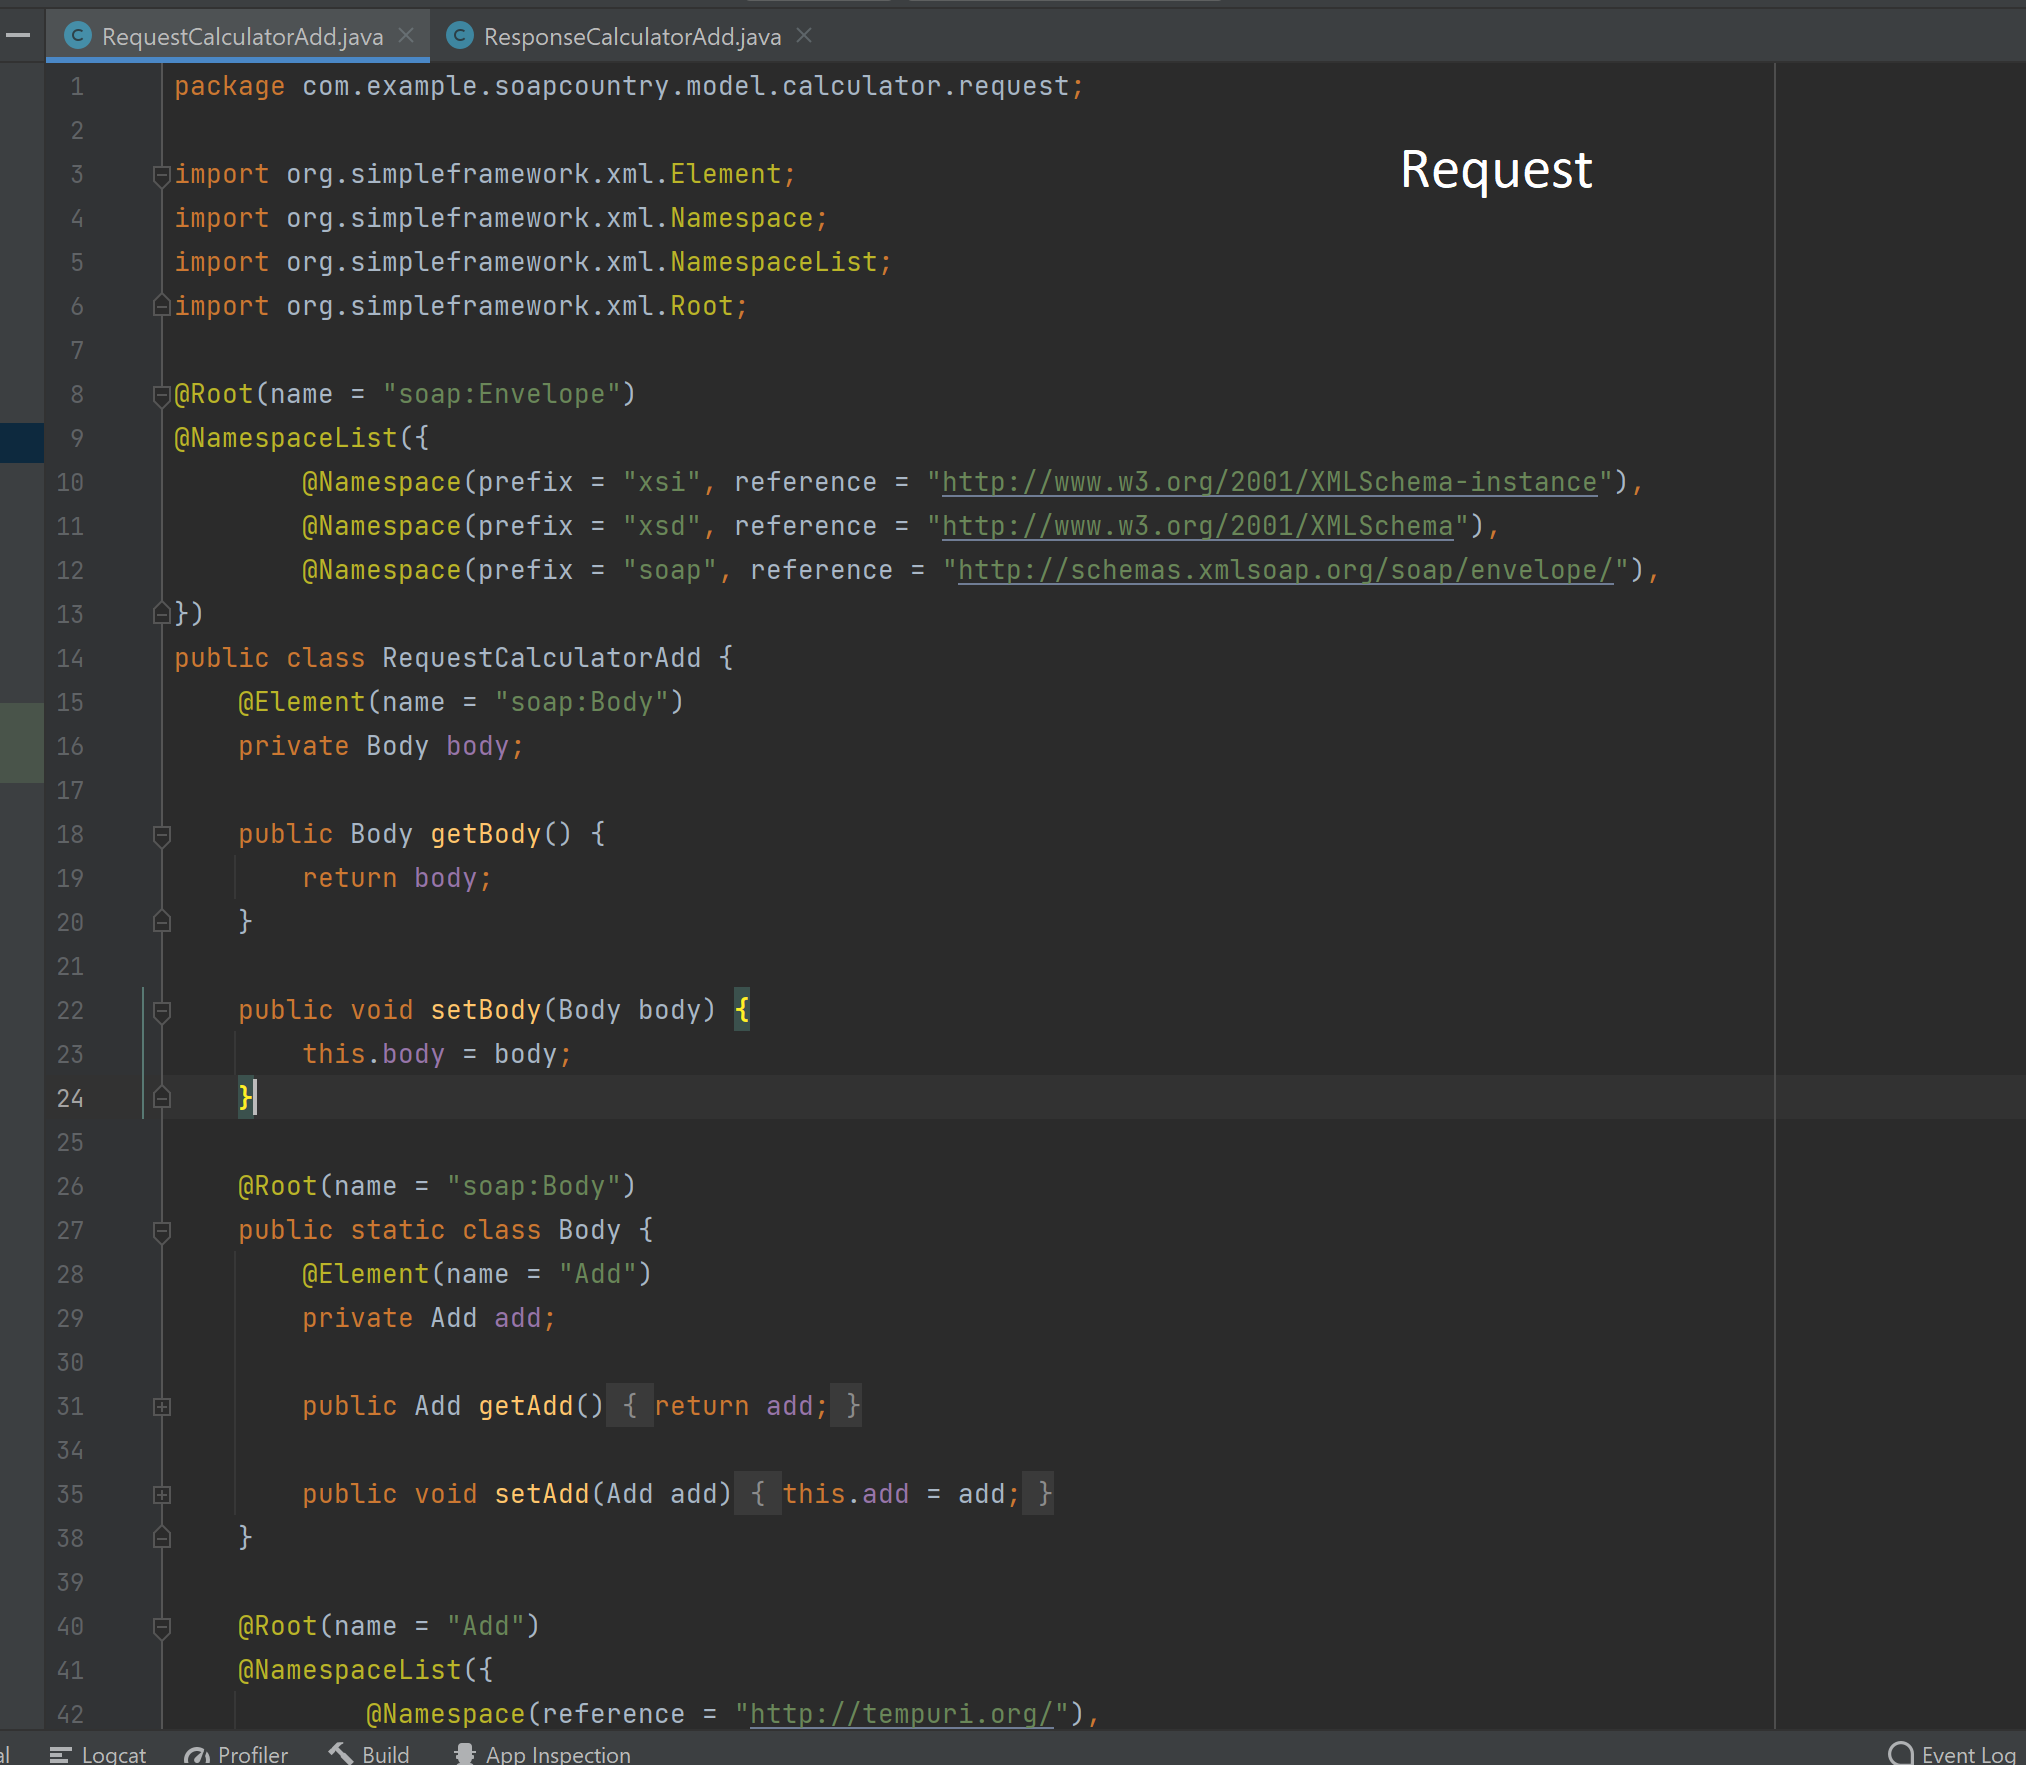 RequestCalculatorAdd.java ResponseCalculatorAdd.java
1 package com.example.soapcountry.model.calculator.request;
2
Request
3 import org.simpleframework.xml.Element;
4 import org.simpleframework.xml.Namespace;
5 import org.simpleframework.xml.NamespaceList;
6 import org.simpleframework.xml.Root;
7
8 @Root(name = "soap:Envelope")
9 @NamespaceList({
10 @Namespace(prefix = "xsi", reference = "http://www.w3.org/2001/XMLSchema-instance"),
11 @Namespace(prefix = "xsd", reference = "http://www.w3.org/2001/XMLSchema"),
12 @Namespace(prefix = "soap", reference = "http://schemas.xmlsoap.org/soap/envelope/"),
13 })
14 public class RequestCalculatorAdd {
15 @Element(name = "soap:Body")
16 private Body body;
17
18 public Body getBody() {
19 return body;
20 }
21
22 public void setBody(Body body) {
23 this.body = body;
24 }
25
26 @Root(name = "soap:Body")
27 public static class Body {
28 @Element(name = "Add")
29 private Add add;
30
31 public Add getAdd() { return add; }
34
35 public void setAdd(Add add) { this.add = add; }
38 }
39
40 @Root(name = "Add")
41 @NamespaceList({
42 @Namespace(reference = "http://tempuri.org/"),
Logcat Profiler Build App Inspection Event Log